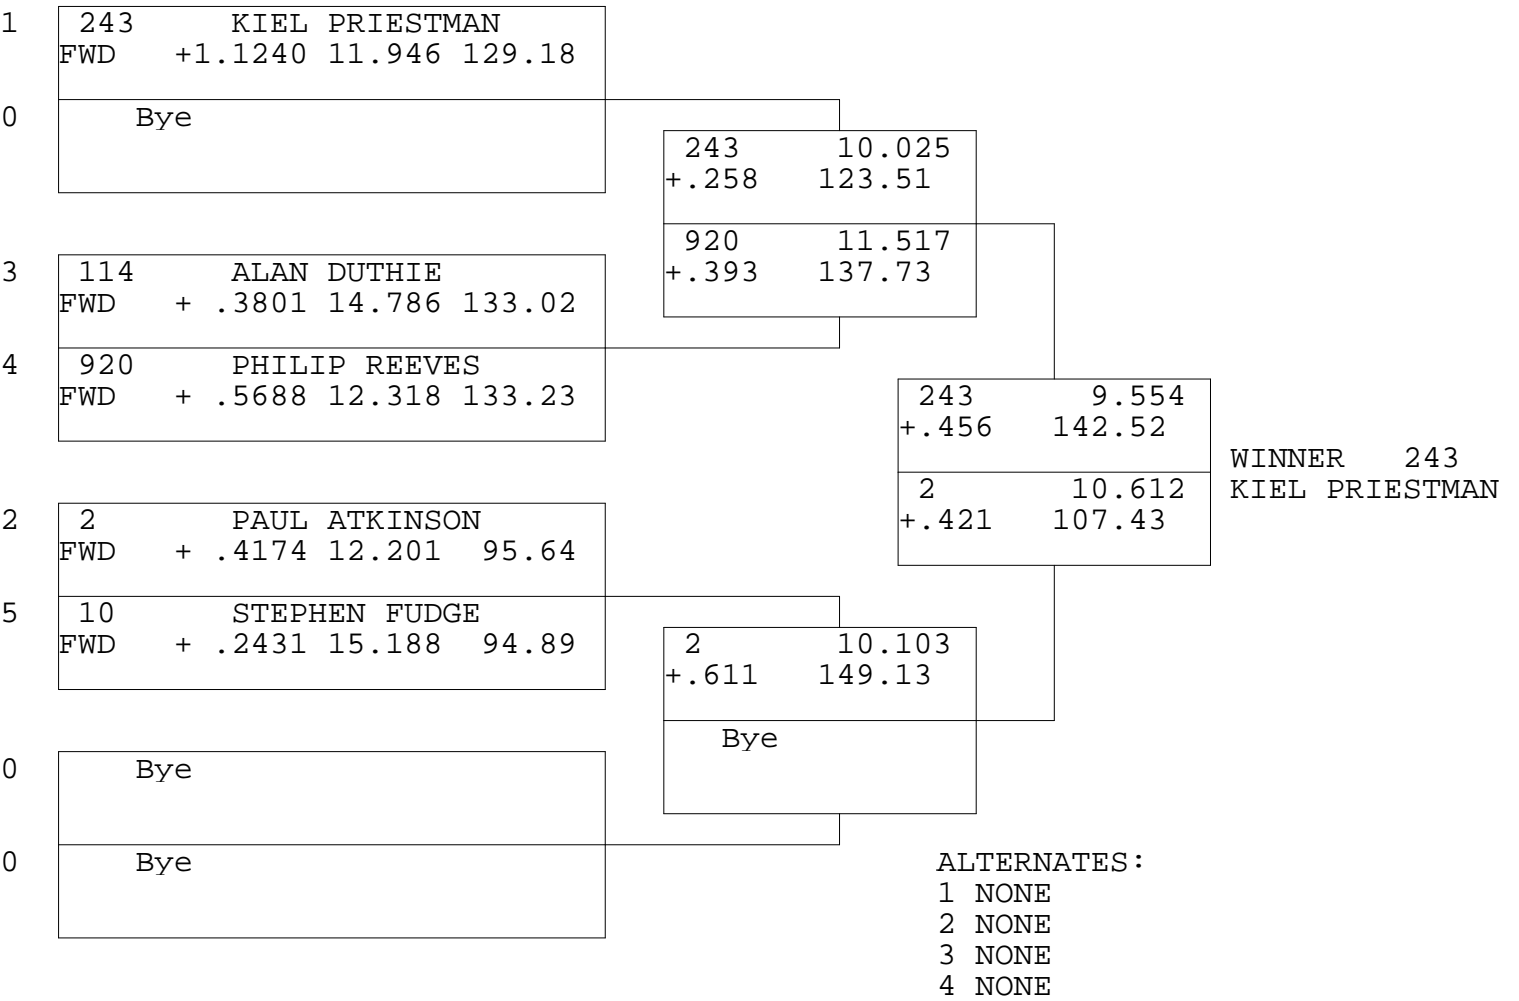 1 243 KIEL PRIESTMAN
FWD +1.1240 11.946 129.18
0 Bye
3 114 ALAN DUTHIE
FWD + .3801 14.786 133.02
4 920 PHILIP REEVES
FWD + .5688 12.318 133.23
2 2 PAUL ATKINSON
FWD + .4174 12.201 95.64
5 10 STEPHEN FUDGE
FWD + .2431 15.188 94.89
0 Bye
0 Bye
243 10.025
+.258 123.51
920 11.517
+.393 137.73
2 10.103
+.611 149.13
Bye
243 9.554
+.456 142.52
2 10.612
+.421 107.43
WINNER 243
KIEL PRIESTMAN
ALTERNATES:
1 NONE
2 NONE
3 NONE
4 NONE